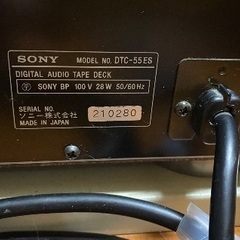 SONY MODEL NO. DTC-55ES
DIGITAL AUDIO TAPE DECK
SONY BP 100V 28W 50/60Hz
SERIAL NO. 210280
ソニー株式会社
MADE IN JAPAN